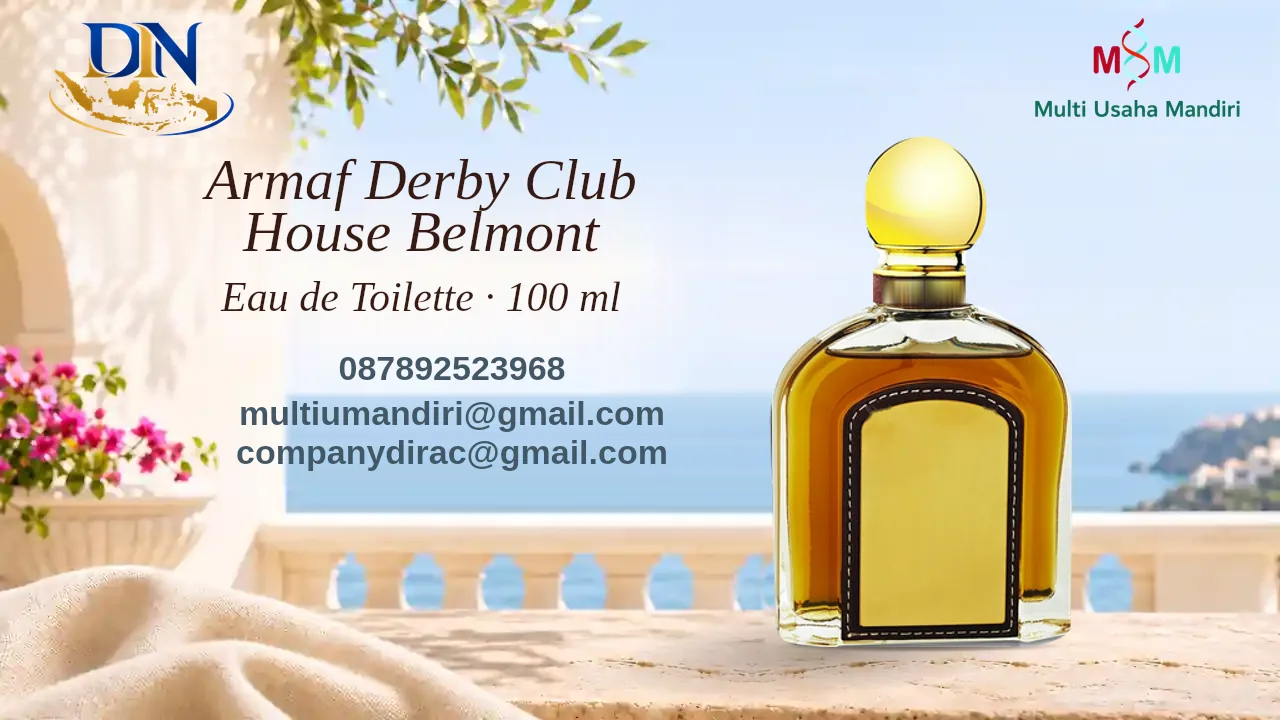 DIN
MSM
Multi Usaha Mandiri
Armaf Derby Club
House Belmont
Eau de Toilette · 100 ml
087892523968
multiumandiri@gmail.com
companydirac@gmail.com